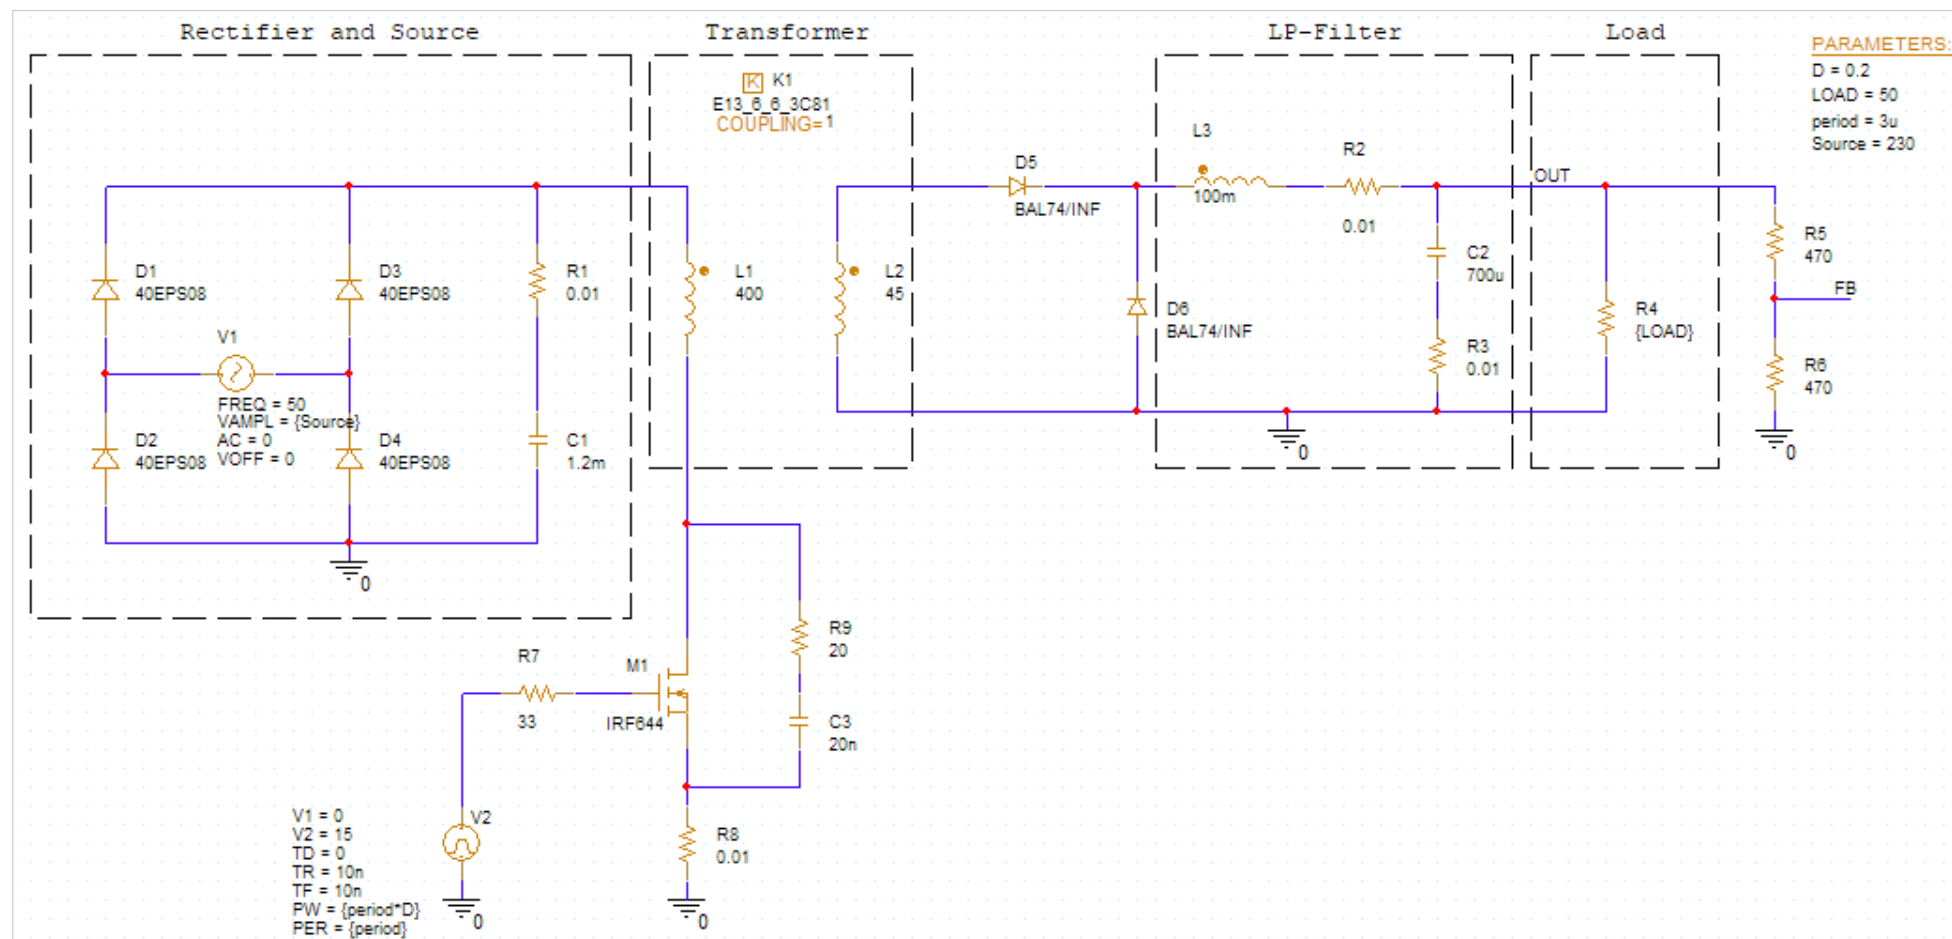 Rectifier and Source
Transformer
LP-Filter
Load
PARAMETERS:
D = 0.2
LOAD = 50
period = 3u
Source = 230
K K1
E13_6_6_3C81
COUPLING= 1
D1
40EPS08
D3
40EPS08
R1
0.01
V1
FREQ = 50
VAMPL = {Source}
AC = 0
VOFF = 0
D2
40EPS08
D4
40EPS08
C1
1.2m
0
L1
400
L2
45
D5
BAL74/INF
D6
BAL74/INF
L3
100m
R2
0.01
C2
700u
R3
0.01
0
OUT
R4
{LOAD}
R5
470
FB
R6
470
0
R9
20
C3
20n
R7
33
M1
IRF644
V2
V1 = 0
V2 = 15
TD = 0
TR = 10n
TF = 10n
PW = {period*D}
PER = {period}
0
R8
0.01
0